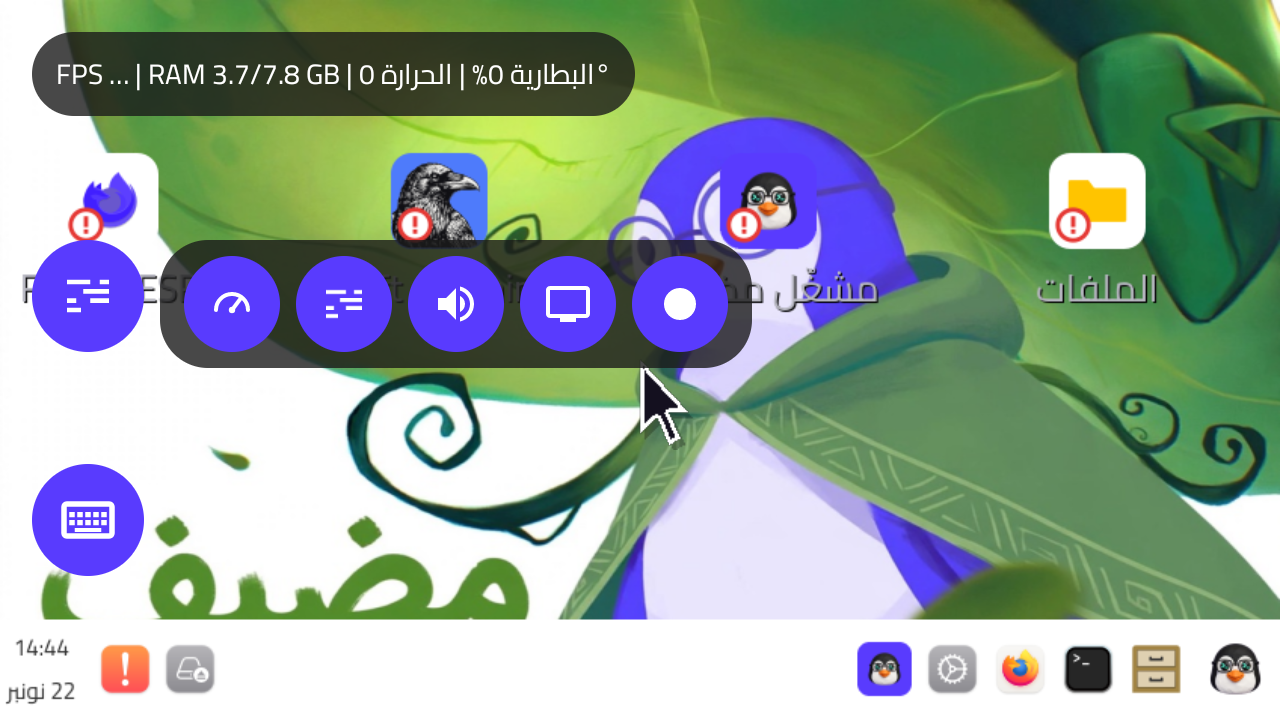 FPS ... | RAM 3.7/7.8 GB | 0 الحرارة | %0 البطارية°
الملفات
مضيف
14:44
22 نونبر